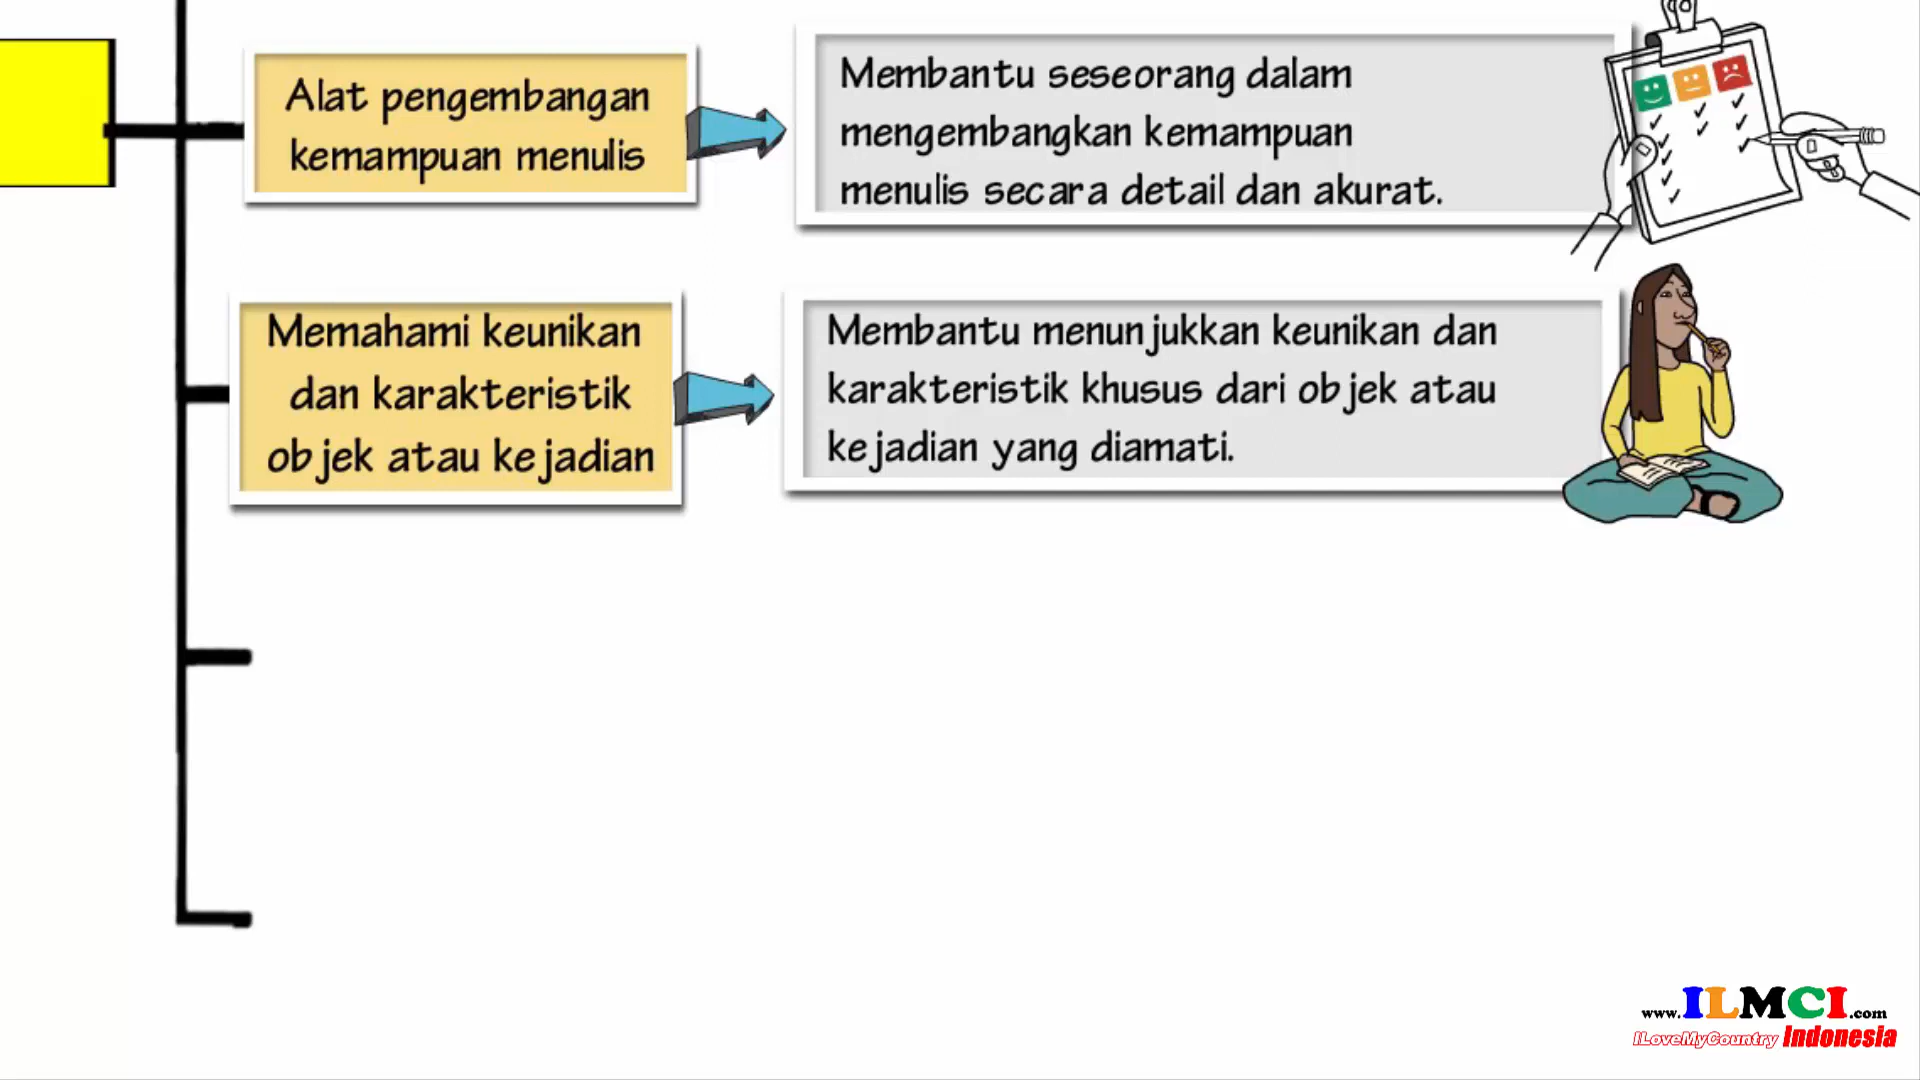 Alat pengembangan
kemampuan menulis
Membantu seseorang dalam
mengembangkan kemampuan
menulis secara detail dan akurat.
Memahami keunikan
dan karakteristik
objek atau kejadian
Membantu menunjukkan keunikan dan
karakteristik khusus dari objek atau
kejadian yang diamati.
www.ILMCI.com
ILoveMyCountry Indonesia